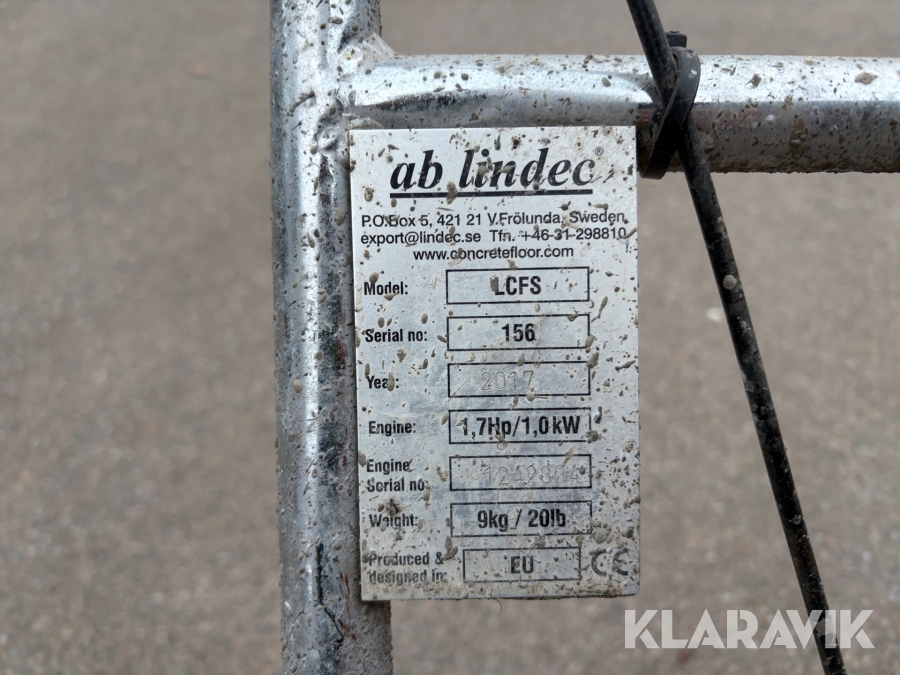 ab lindec®
P.O.Box 5, 421 21 V.Frölunda, Sweden
export@lindec.se Tfn. +46-31-298810
www.concretefloor.com
Model: LCFS
Serial no: 156
Year: 2017
Engine: 1,7Hp/1,0kW
Engine
Serial no:
Weight: 9kg / 20lb
Produced &
designed in: EU CE
KLARAVIK